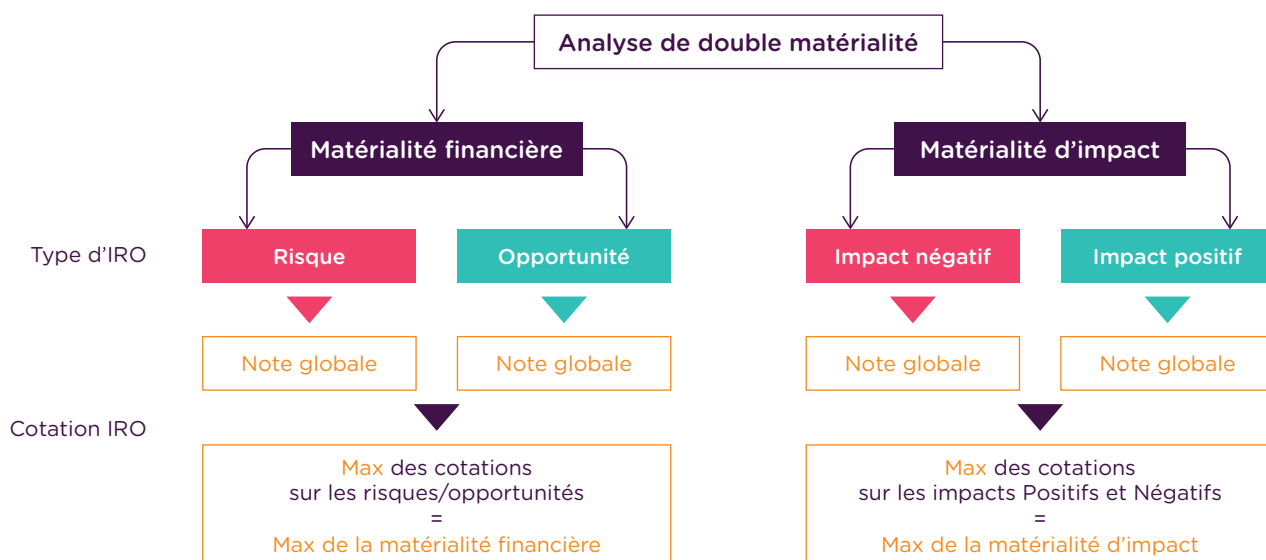 Analyse de double matérialité
Matérialité financière
Matérialité d'impact
Type d'IRO
Risque
Opportunité
Impact négatif
Impact positif
Note globale
Note globale
Note globale
Note globale
Cotation IRO
Max des cotations
sur les risques/opportunités
=
Max de la matérialité financière
Max des cotations
sur les impacts Positifs et Négatifs
=
Max de la matérialité d'impact